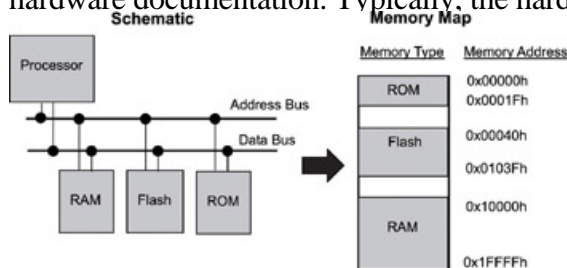 hardware documentation. Typically, the hard
Schematic
Memory Map
Processor
Address Bus
Data Bus
RAM
Flash
ROM
Memory Type
Memory Address
ROM
0x00000h
0x0001Fh
Flash
0x00040h
0x0103Fh
RAM
0x10000h
0x1FFFFh